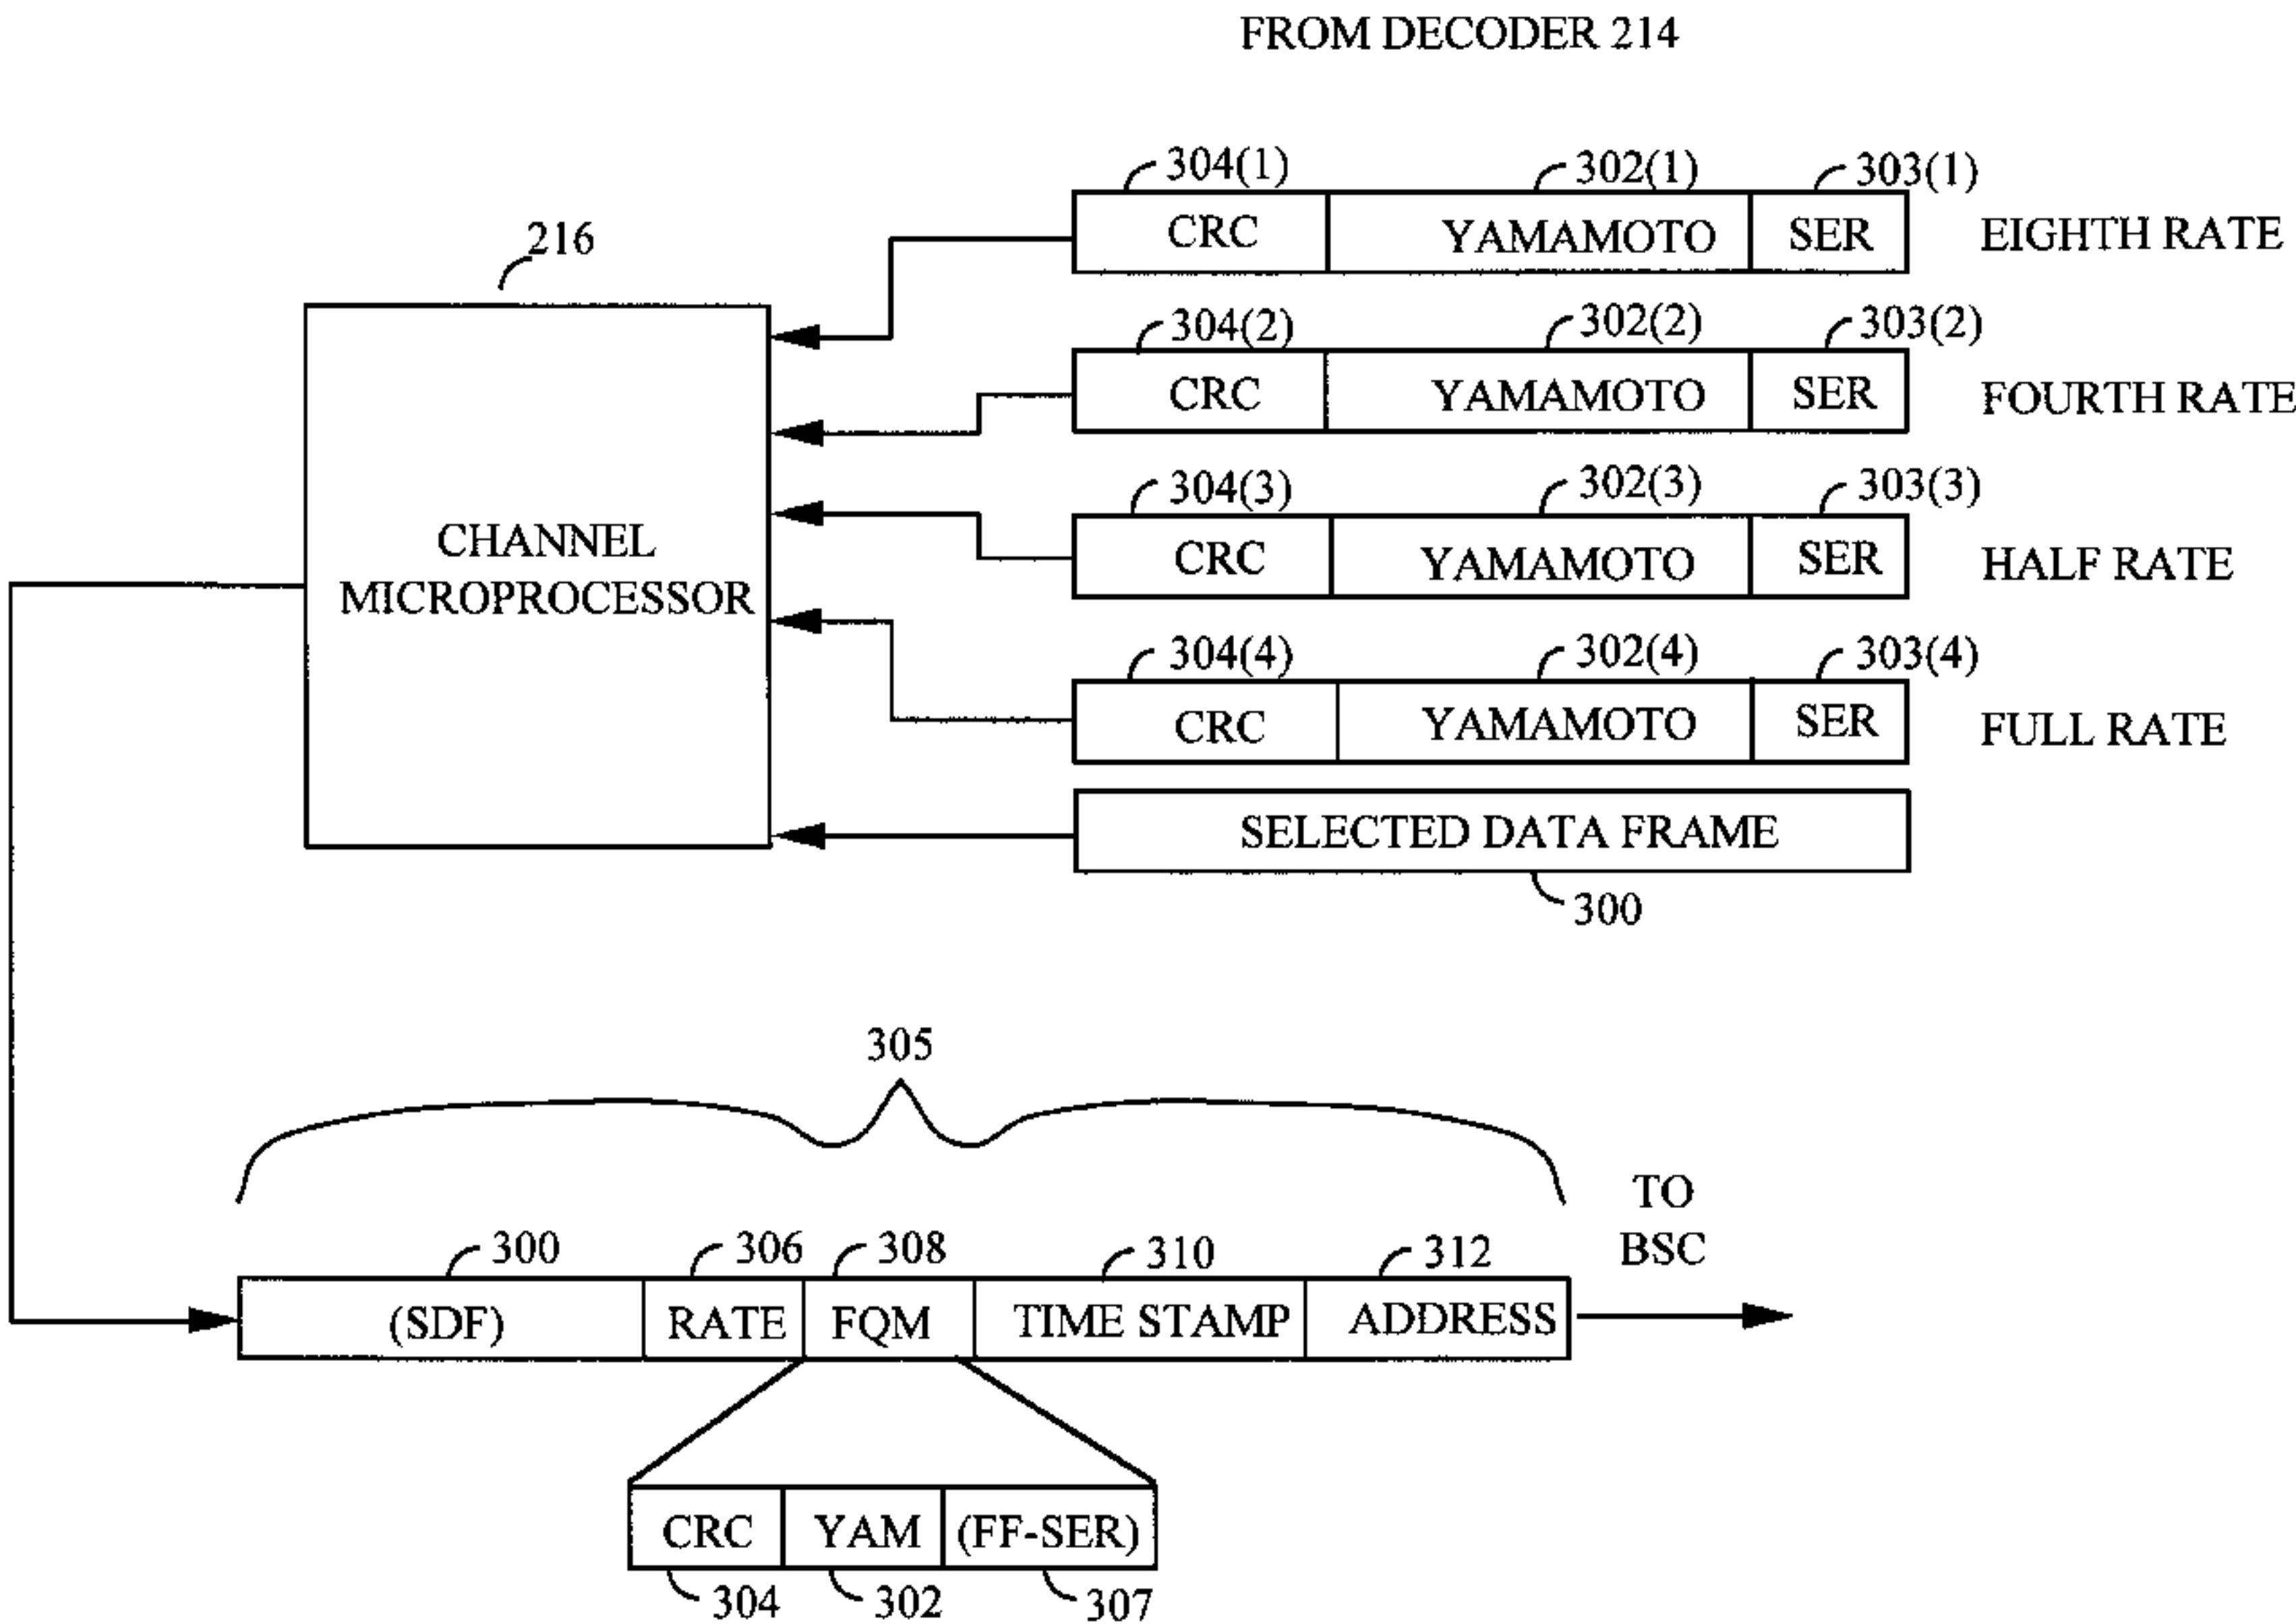 FROM DECODER 214
304(1) 302(1) 303(1)
CRC YAMAMOTO SER EIGHTH RATE
216
304(2) 302(2) 303(2)
CRC YAMAMOTO SER FOURTH RATE
304(3) 302(3) 303(3)
CRC YAMAMOTO SER HALF RATE
CHANNEL
MICROPROCESSOR
304(4) 302(4) 303(4)
CRC YAMAMOTO SER FULL RATE
SELECTED DATA FRAME
300
305
TO
BSC
300 306 308 310 312
(SDF) RATE FQM TIME STAMP ADDRESS
CRC YAM (FF-SER)
304 302 307